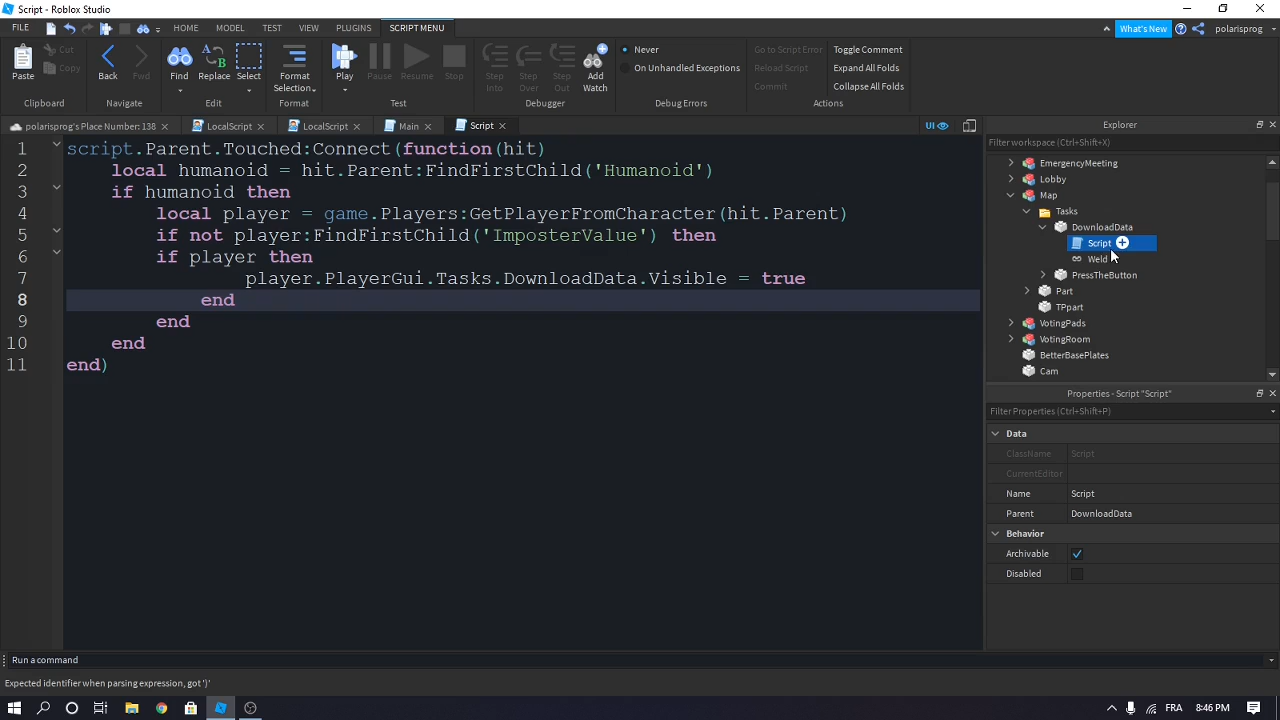 Script - Roblox Studio
FILE HOME MODEL TEST VIEW PLUGINS SCRIPT MENU What's New polarisprog
Paste Cut Copy Back Fwd Find Replace Select Format Selection Play Pause Resume Stop Step Into Step Over Step Out Add Watch Never On Unhandled Exceptions Go to Script Error Reload Script Commit Toggle Comment Expand All Folds Collapse All Folds
Clipboard Navigate Edit Format Test Debugger Debug Errors Actions
polarisprog's Place Number: 138 LocalScript LocalScript Main Script UI
1 script.Parent.Touched:Connect(function(hit)
2 local humanoid = hit.Parent:FindFirstChild('Humanoid')
3 if humanoid then
4 local player = game.Players:GetPlayerFromCharacter(hit.Parent)
5 if not player:FindFirstChild('ImposterValue') then
6 if player then
7 player.PlayerGui.Tasks.DownloadData.Visible = true
8 end
9 end
10 end
11 end)
Explorer
Filter workspace (Ctrl+Shift+X)
EmergencyMeeting
Lobby
Map
Tasks
DownloadData
Script
Weld
PressTheButton
Part
TPpart
VotingPads
VotingRoom
BetterBasePlates
Cam
Properties - Script "Script"
Filter Properties (Ctrl+Shift+P)
Data
ClassName Script
CurrentEditor
Name Script
Parent DownloadData
Behavior
Archivable
Disabled
Run a command
Expected identifier when parsing expression, got ')'
FRA 8:46 PM